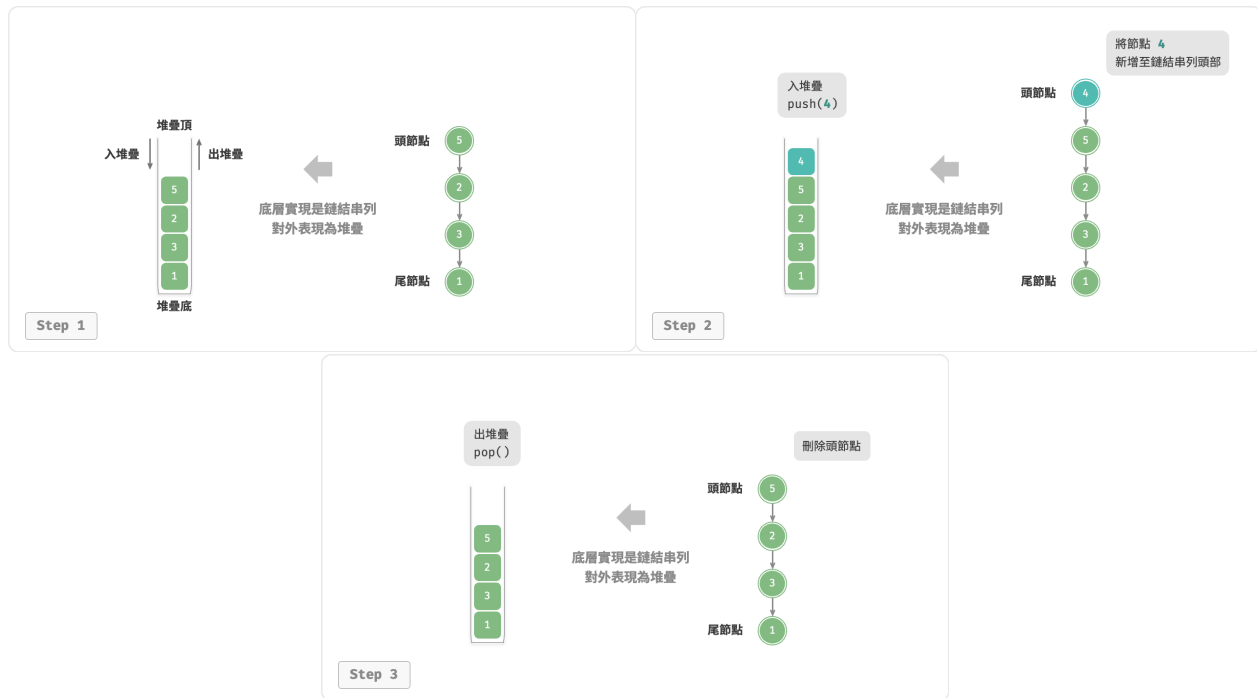 堆疊頂
入堆疊
出堆疊
5
2
3
1
堆疊底
底層實現是鏈結串列
對外表現為堆疊
頭節點
5
2
3
尾節點
1
Step 1
入堆疊
push(4)
4
5
2
3
1
底層實現是鏈結串列
對外表現為堆疊
將節點 4
新增至鏈結串列頭部
頭節點
4
5
2
3
尾節點
1
Step 2
出堆疊
pop()
5
2
3
1
底層實現是鏈結串列
對外表現為堆疊
刪除頭節點
頭節點
5
2
3
尾節點
1
Step 3